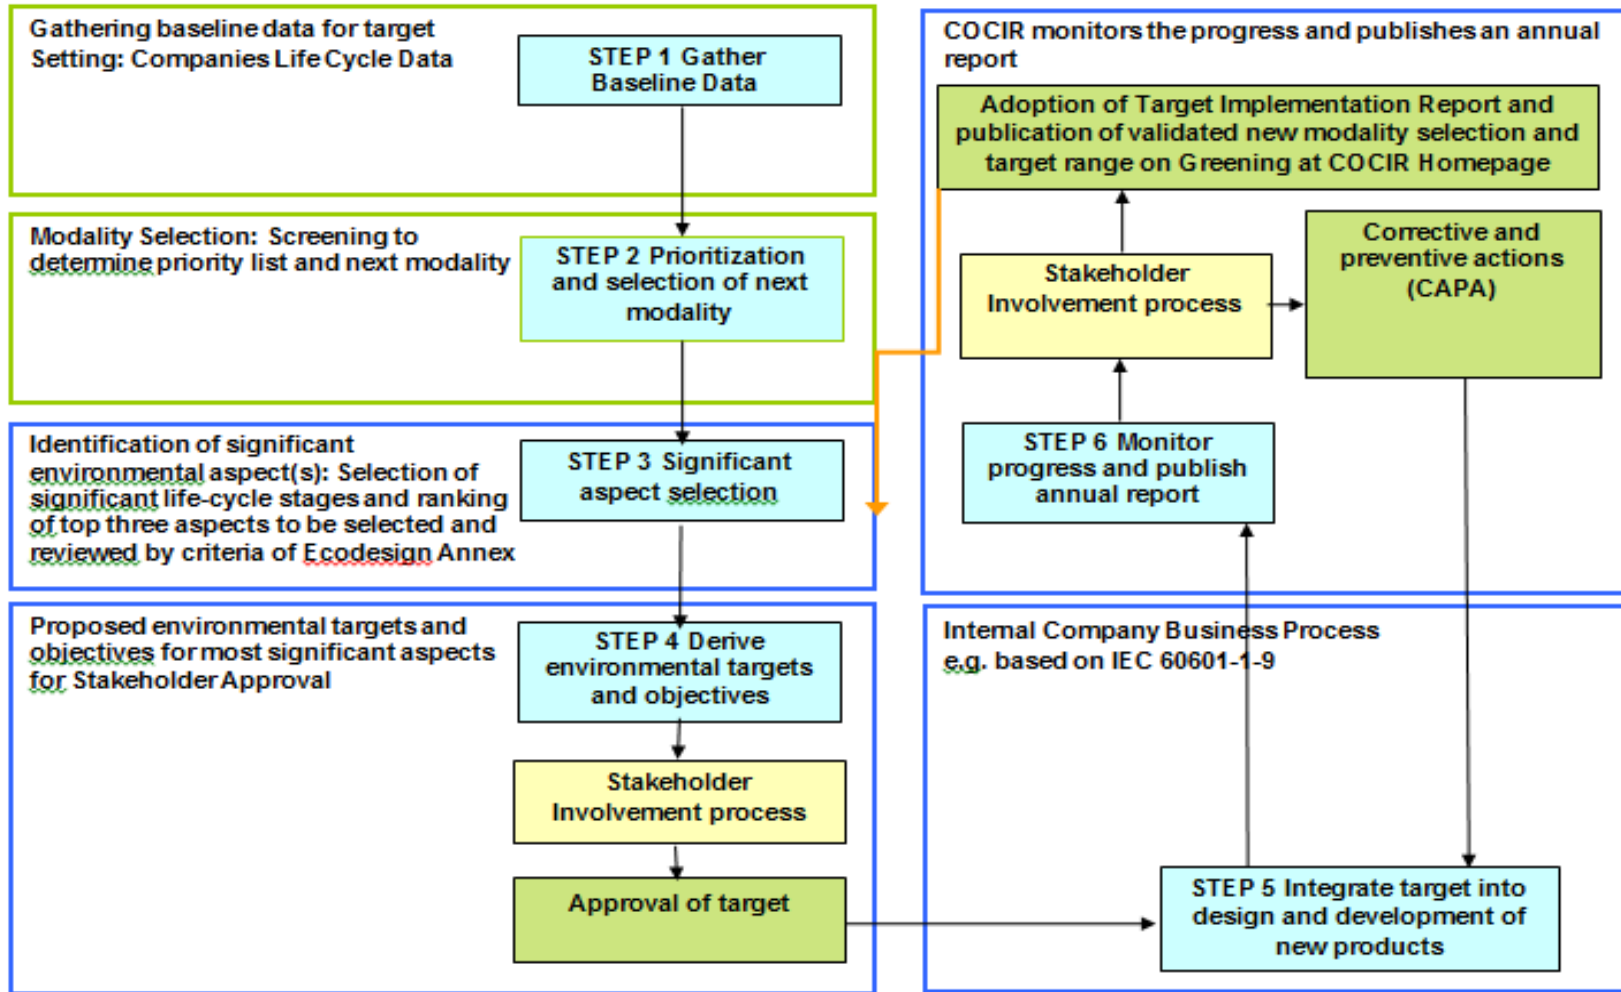 Gathering baseline data for target
Setting: Companies Life Cycle Data
STEP 1 Gather
Baseline Data
Modality Selection: Screening to
determine priority list and next modality
STEP 2 Prioritization
and selection of next
modality
Identification of significant
environmental aspect(s): Selection of
significant life-cycle stages and ranking
of top three aspects to be selected and
reviewed by criteria of Ecodesign Annex
STEP 3 Significant
aspect selection
Proposed environmental targets and
objectives for most significant aspects
for Stakeholder Approval
STEP 4 Derive
environmental targets
and objectives
Stakeholder
Involvement process
Approval of target
COCIR monitors the progress and publishes an annual
report
Adoption of Target Implementation Report and
publication of validated new modality selection and
target range on Greening at COCIR Homepage
Stakeholder
Involvement process
Corrective and
preventive actions
(CAPA)
STEP 6 Monitor
progress and publish
annual report
Internal Company Business Process
e.g. based on IEC 60601-1-9
STEP 5 Integrate target into
design and development of
new products